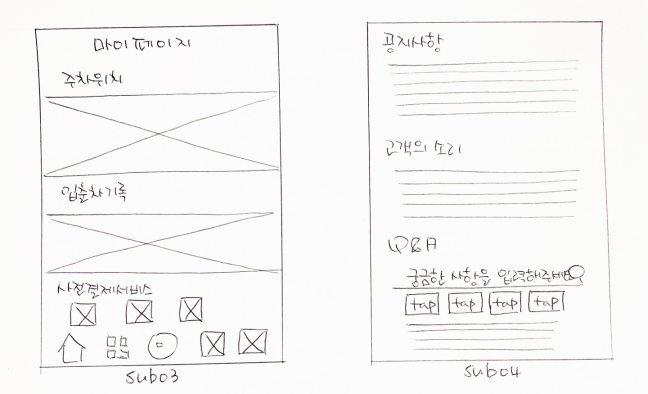 마이페이지
주차위치
입출차기록
사전결제서비스
sub03
공지사항
고객의 소리
Q&A
궁금한 사항을 입력해주세요
tap tap tap tap
sub04